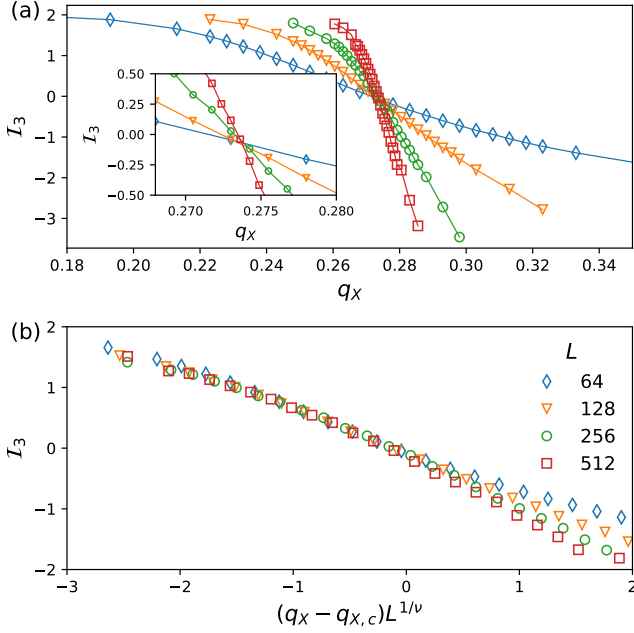 (a)
2
1
0
−1
−2
−3
I₃
0.50
0.25
0.00
−0.25
−0.50
I₃
0.270 0.275 0.280
q_X
0.18 0.20 0.22 0.24 0.26 0.28 0.30 0.32 0.34
q_X
(b)
2
1
0
−1
−2
I₃
L
64
128
256
512
−3 −2 −1 0 1 2
(q_X − q_{X,c})L^{1/ν}